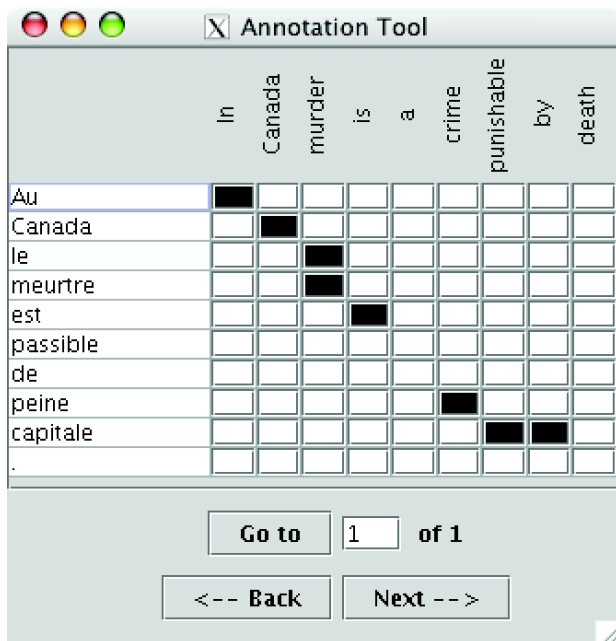 X Annotation Tool
In Canada murder is a crime punishable by death
Au
Canada
le
meurtre
est
passible
de
peine
capitale
.
Go to 1 of 1
<-- Back Next -->